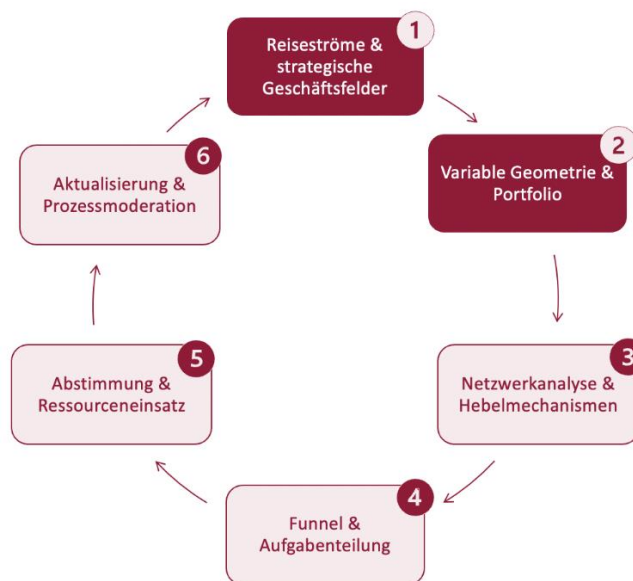 1
Reiseströme &
strategische
Geschäftsfelder
2
Variable Geometrie &
Portfolio
3
Netzwerkanalyse &
Hebelmechanismen
4
Funnel &
Aufgabenteilung
5
Abstimmung &
Ressourceneinsatz
6
Aktualisierung &
Prozessmoderation